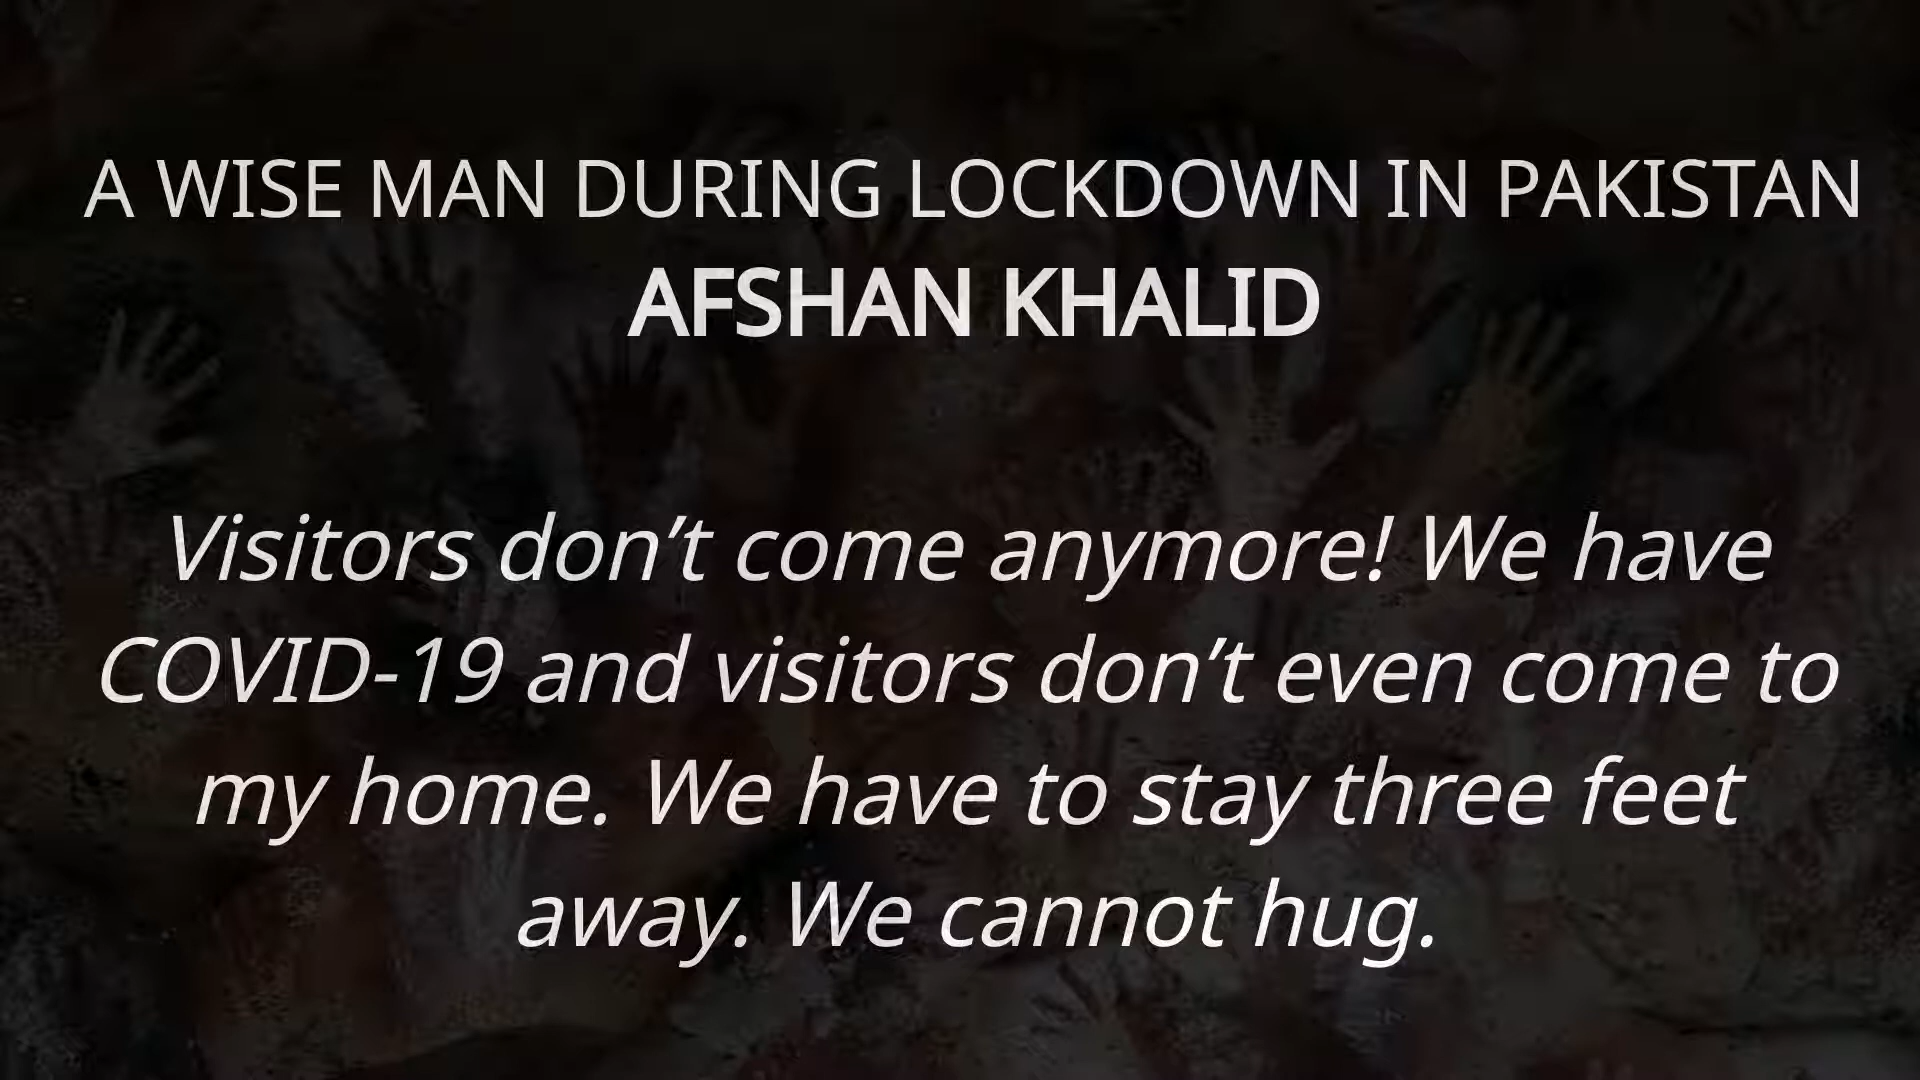 A WISE MAN DURING LOCKDOWN IN PAKISTAN
AFSHAN KHALID
Visitors don’t come anymore! We have
COVID-19 and visitors don’t even come to
my home. We have to stay three feet
away. We cannot hug.